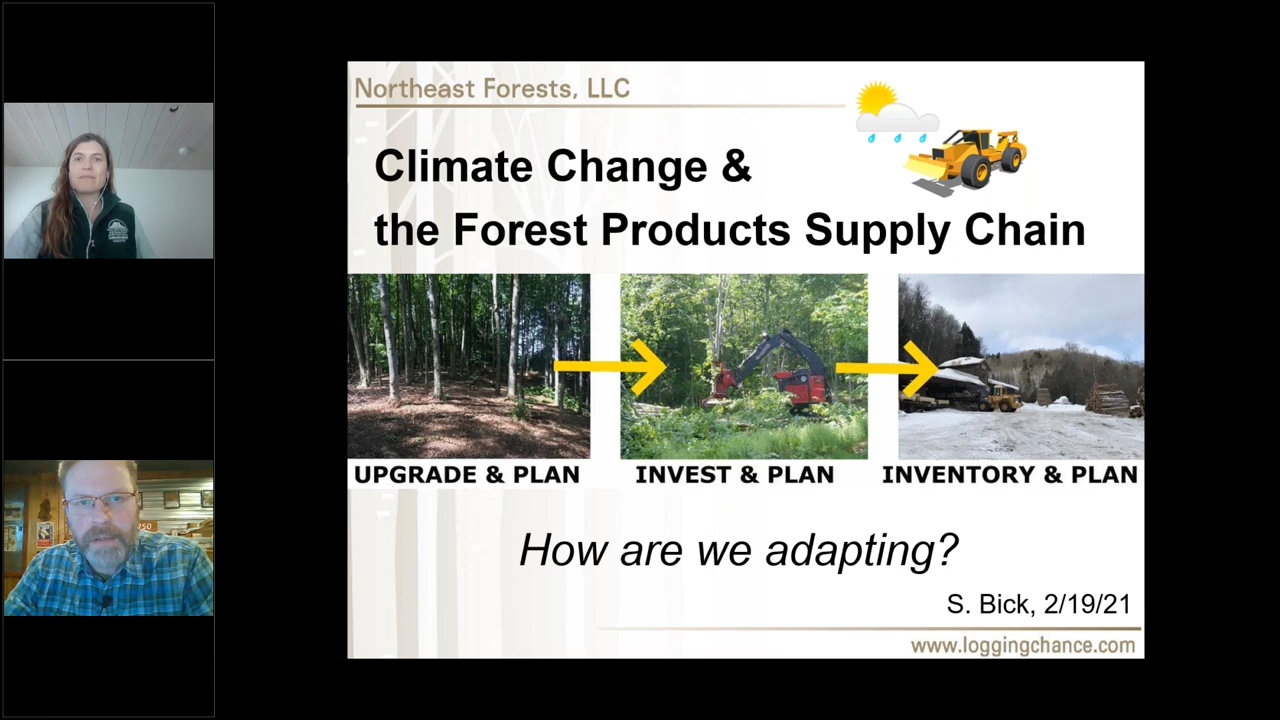 Northeast Forests, LLC
Climate Change &
the Forest Products Supply Chain
UPGRADE & PLAN
INVEST & PLAN
INVENTORY & PLAN
How are we adapting?
S. Bick, 2/19/21
www.loggingchance.com
750